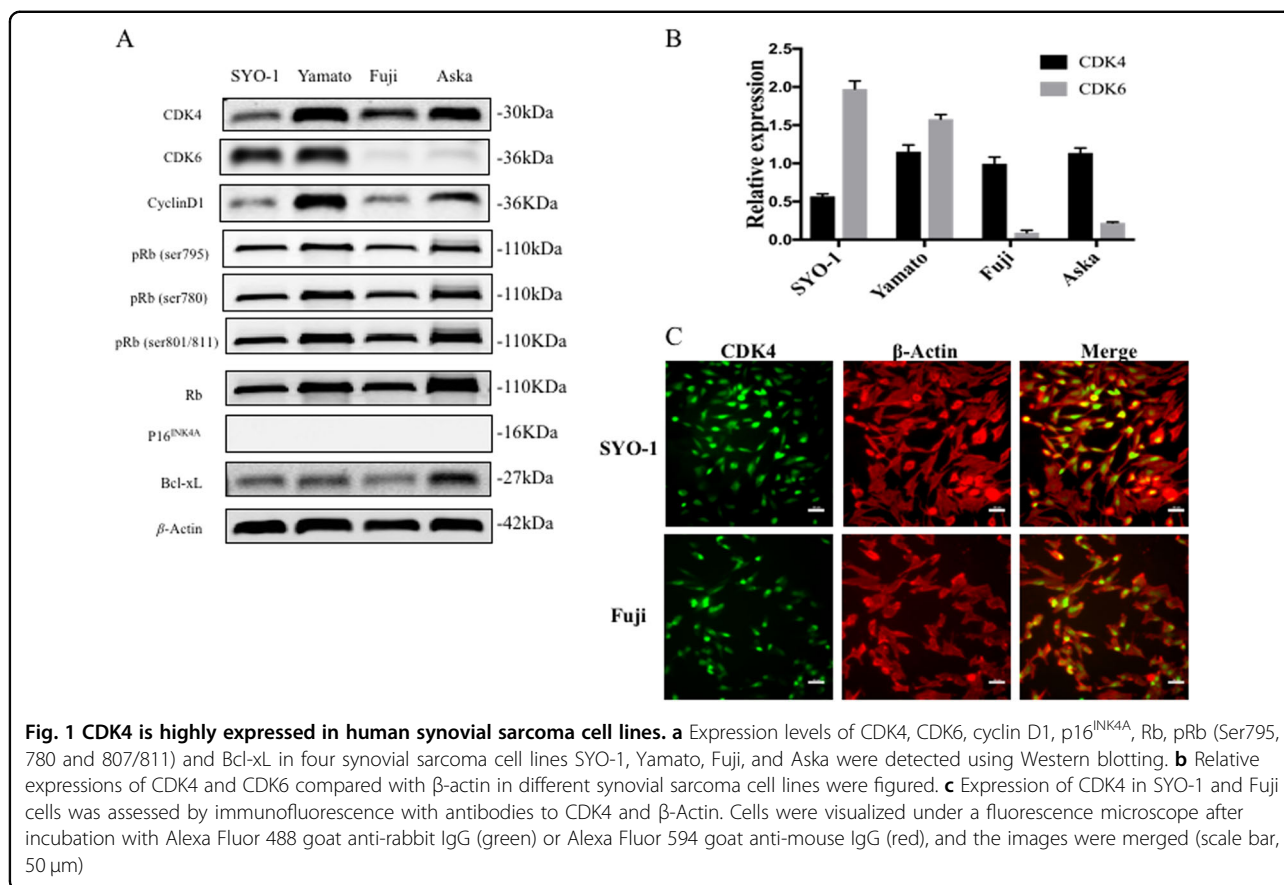 A
SYO-1 Yamato Fuji Aska
CDK4 -30kDa
CDK6 -36kDa
CyclinD1 -36KDa
pRb (ser795) -110kDa
pRb (ser780) -110kDa
pRb (ser801/811) -110KDa
Rb -110KDa
P16INK4A -16KDa
Bcl-xL -27kDa
β-Actin -42kDa
B
CDK4
CDK6
Relative expression
2.5
2.0
1.5
1.0
0.5
0.0
SYO-1 Yamato Fuji Aska
C
CDK4 β-Actin Merge
SYO-1
Fuji
Fig. 1 CDK4 is highly expressed in human synovial sarcoma cell lines. a Expression levels of CDK4, CDK6, cyclin D1, p16INK4A, Rb, pRb (Ser795,
780 and 807/811) and Bcl-xL in four synovial sarcoma cell lines SYO-1, Yamato, Fuji, and Aska were detected using Western blotting. b Relative
expressions of CDK4 and CDK6 compared with β-actin in different synovial sarcoma cell lines were figured. c Expression of CDK4 in SYO-1 and Fuji
cells was assessed by immunofluorescence with antibodies to CDK4 and β-Actin. Cells were visualized under a fluorescence microscope after
incubation with Alexa Fluor 488 goat anti-rabbit IgG (green) or Alexa Fluor 594 goat anti-mouse IgG (red), and the images were merged (scale bar,
50 μm)